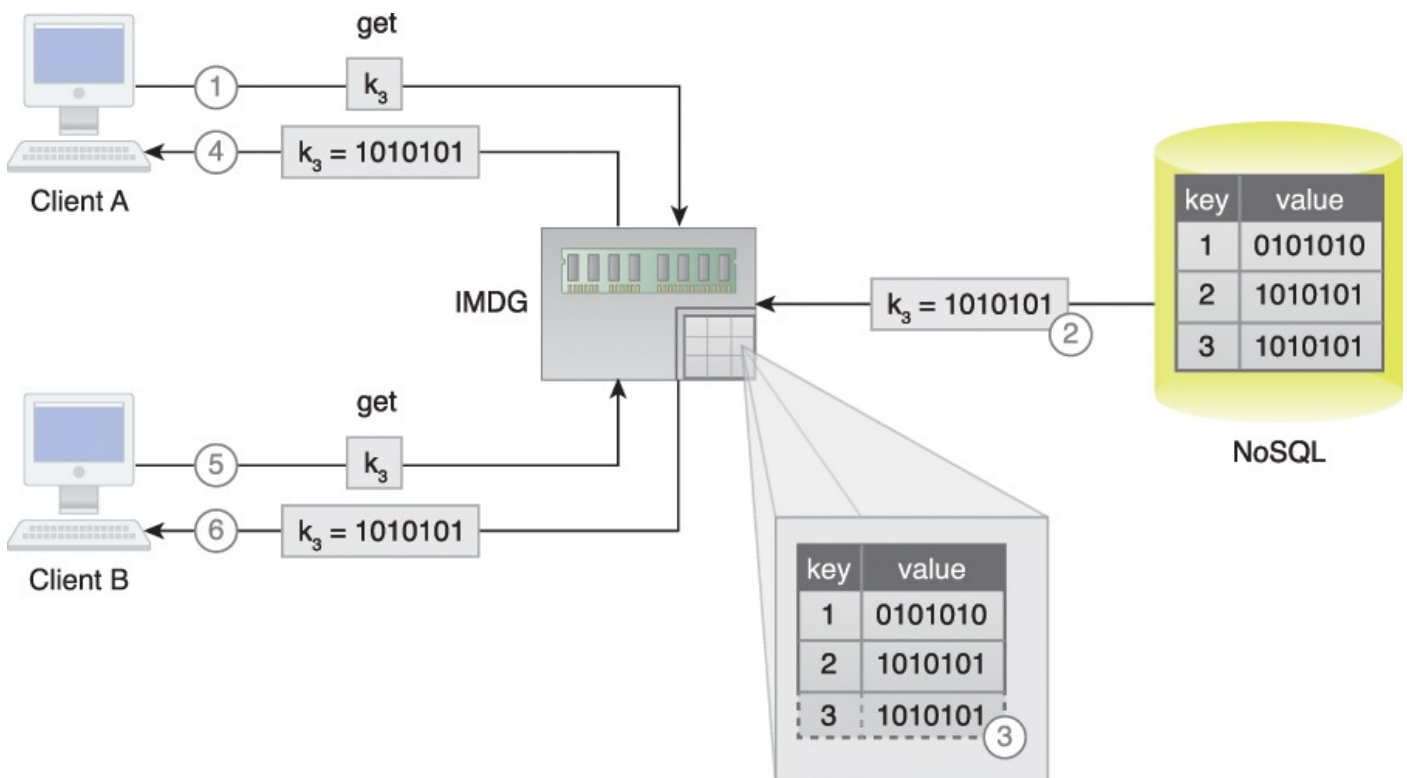 get
1
k₃
4
k₃ = 1010101
Client A
IMDG
k₃ = 1010101
2
key value
1 0101010
2 1010101
3 1010101
NoSQL
get
5
k₃
6
k₃ = 1010101
Client B
key value
1 0101010
2 1010101
3 1010101
3